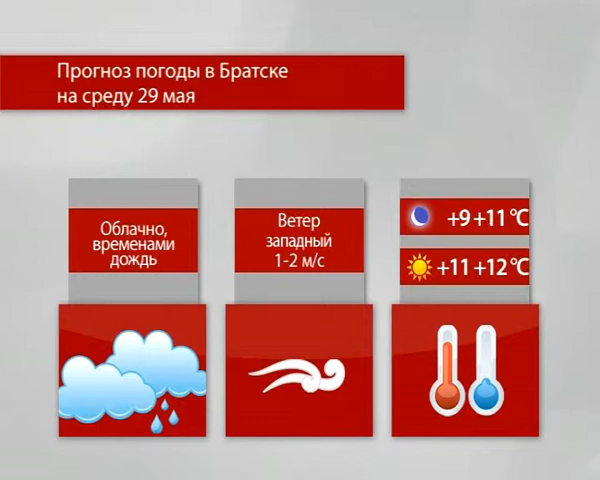 Прогноз погоды в Братске
на среду 29 мая
Облачно,
временами
дождь
Ветер
западный
1-2 м/с
+9 +11 °C
+11 +12 °C